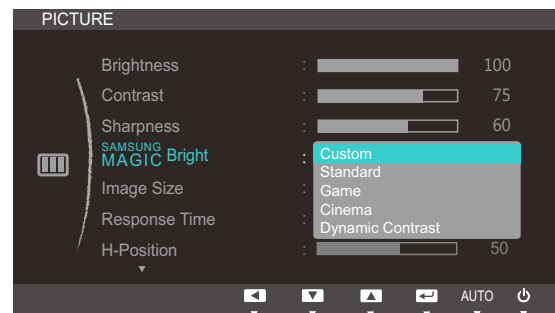 PICTURE
Brightness : 100
Contrast : 75
Sharpness : 60
SAMSUNG
MAGIC Bright : Custom
Standard
Image Size : Game
Cinema
Response Time : Dynamic Contrast
H-Position : 50
AUTO